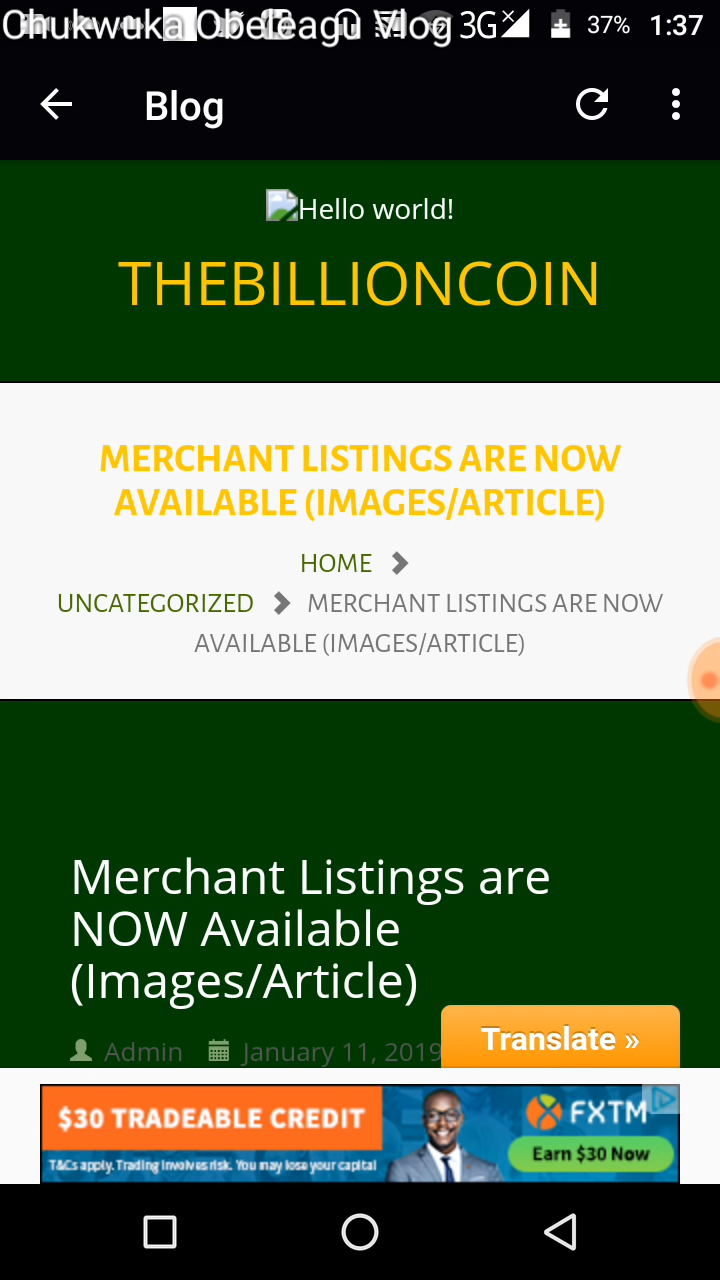 Chukwuka Obeleagu Vlog 3G 37% 1:37
Blog
Hello world!
THEBILLIONCOIN
MERCHANT LISTINGS ARE NOW
AVAILABLE (IMAGES/ARTICLE)
HOME
UNCATEGORIZED MERCHANT LISTINGS ARE NOW
AVAILABLE (IMAGES/ARTICLE)
Merchant Listings are
NOW Available
(Images/Article)
Admin January 11, 2019
Translate »
$30 TRADEABLE CREDIT
T&Cs apply. Trading involves risk. You may lose your capital
FXTM
Earn $30 Now